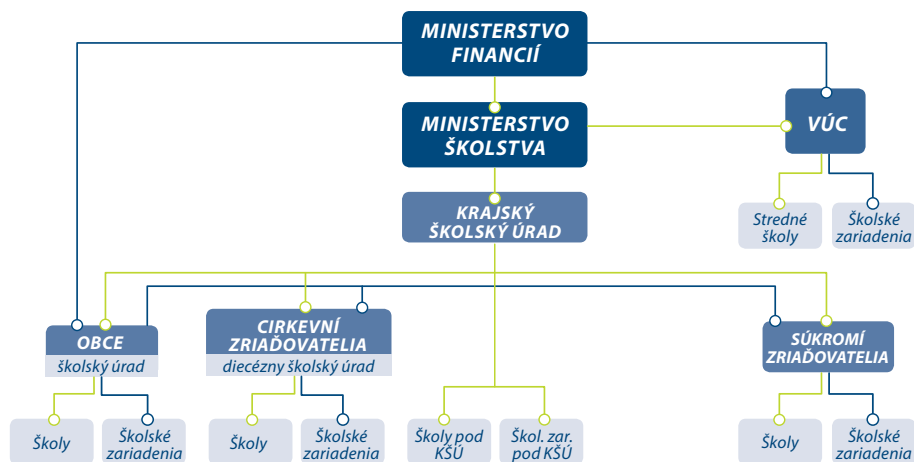 MINISTERSTVO
FINANCIÍ
MINISTERSTVO
ŠKOLSTVA
VÚC
KRAJSKÝ
ŠKOLSKÝ ÚRAD
Stredné
školy
Školské
zariadenia
OBCE
školský úrad
CIRKEVNÍ
ZRIAĎOVATELIA
diecézny školský úrad
SÚKROMÍ
ZRIAĎOVATELIA
Školy
Školské
zariadenia
Školy
Školské
zariadenia
Školy pod
KŠÚ
Škol. zar.
pod KŠÚ
Školy
Školské
zariadenia